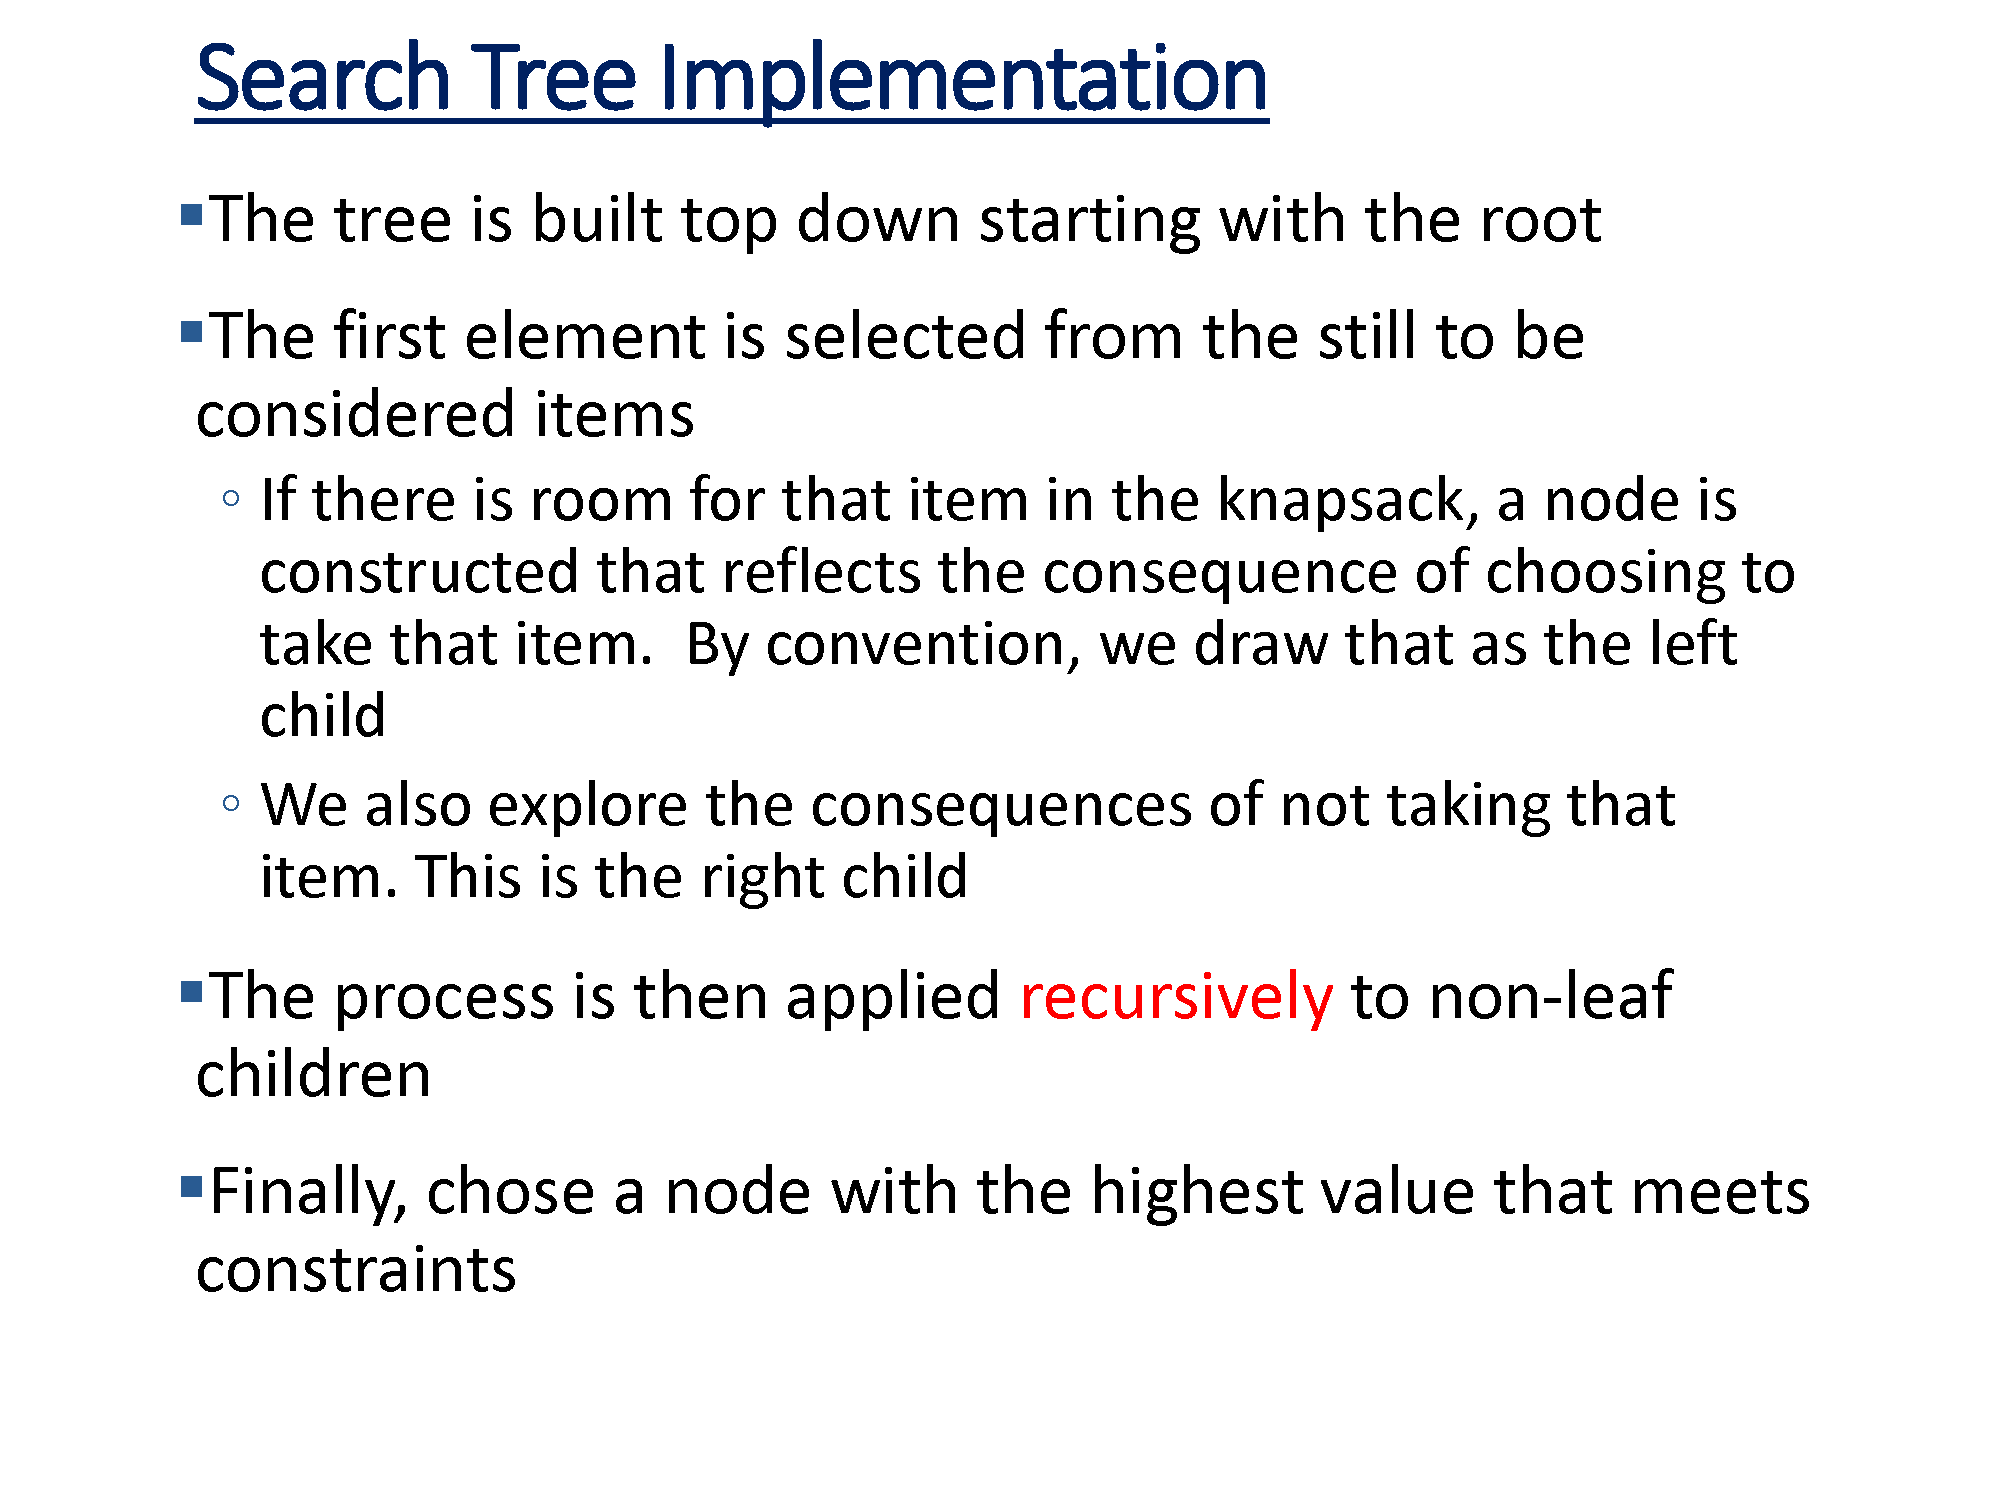 Search Tree Implementation
▪The tree is built top down starting with the root
▪The first element is selected from the still to be
considered items
◦ If there is room for that item in the knapsack, a node is
constructed that reflects the consequence of choosing to
take that item.  By convention, we draw that as the left
child
◦ We also explore the consequences of not taking that
item. This is the right child
▪The process is then applied recursively to non-leaf
children
▪Finally, chose a node with the highest value that meets
constraints